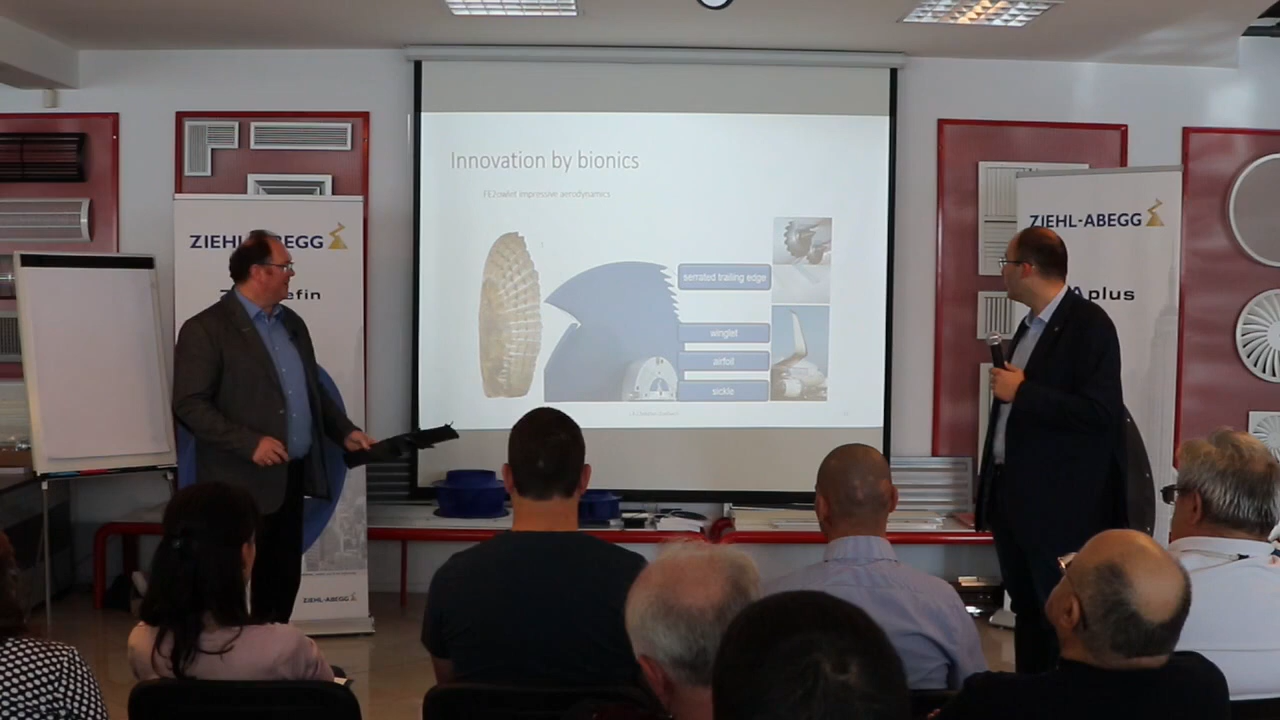 Innovation by bionics
FE2owlet impressive aerodynamics
serrated trailing edge
winglet
airfoil
sickle
ZIEHL-ABEGG
efin
ZIEHL-ABEGG
ZIEHL-ABEGG
Aplus